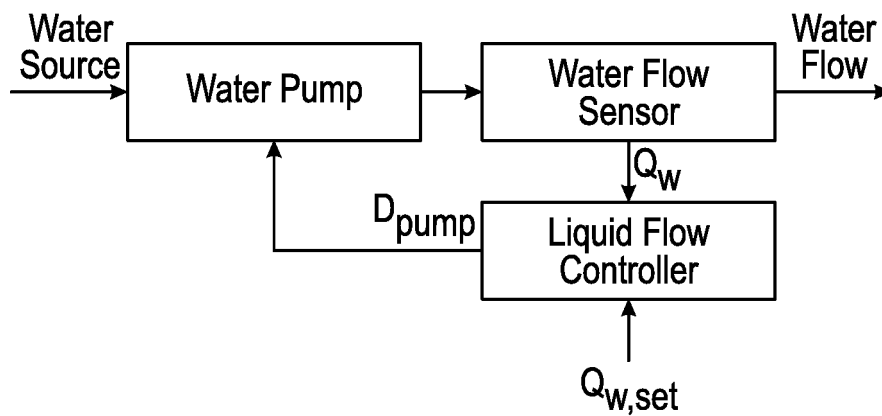 Water
Source
Water Pump
Water Flow
Sensor
Water
Flow
Q_w
D_pump
Liquid Flow
Controller
Q_w,set